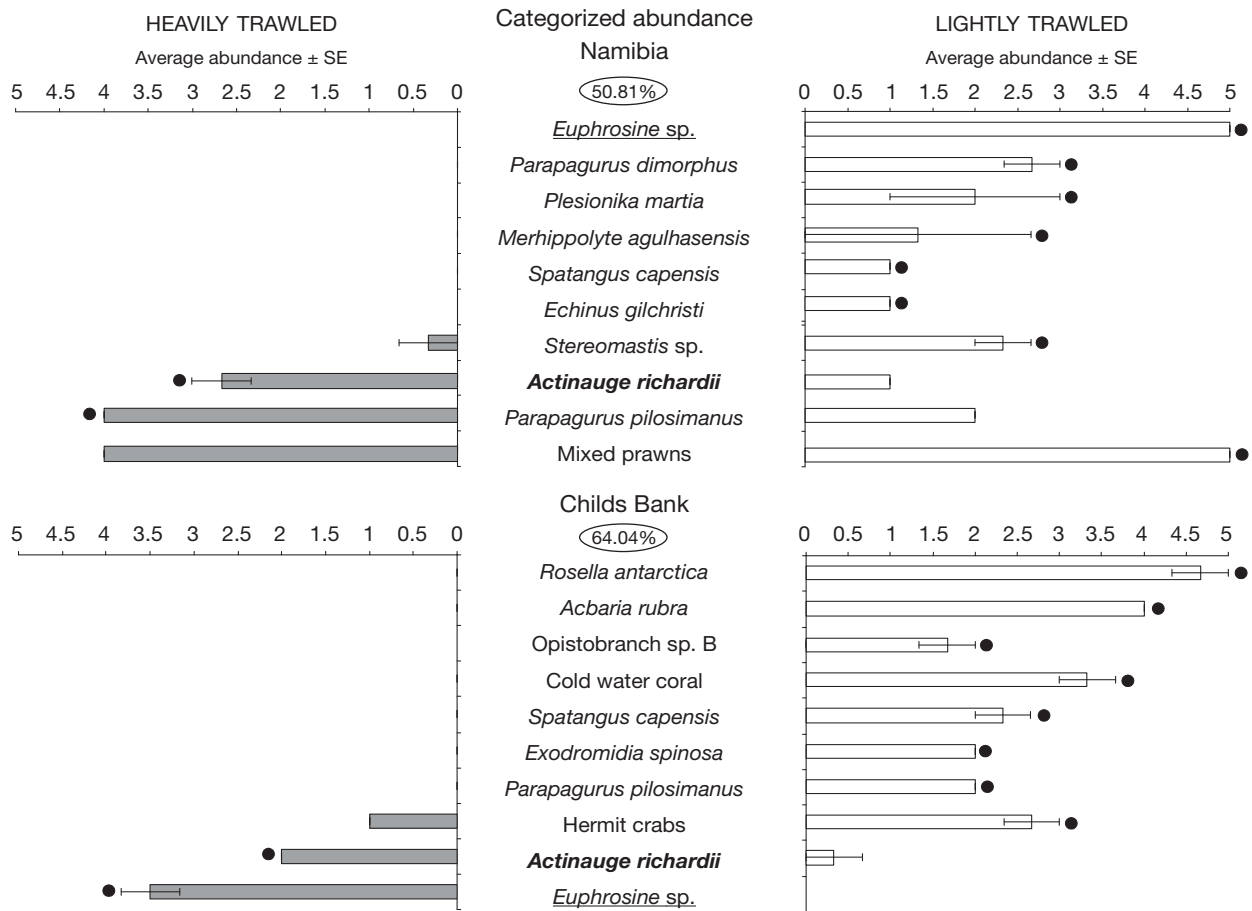 HEAVILY TRAWLED
Average abundance ± SE
5 4.5 4 3.5 3 2.5 2 1.5 1 0.5 0
Categorized abundance
Namibia
50.81%
LIGHTLY TRAWLED
Average abundance ± SE
0 0.5 1 1.5 2 2.5 3 3.5 4 4.5 5
Euphrosine sp.
Parapagurus dimorphus
Plesionika martia
Merhippolyte agulhasensis
Spatangus capensis
Echinus gilchristi
Stereomastis sp.
Actinauge richardii
Parapagurus pilosimanus
Mixed prawns
Childs Bank
64.04%
5 4.5 4 3.5 3 2.5 2 1.5 1 0.5 0
0 0.5 1 1.5 2 2.5 3 3.5 4 4.5 5
Rosella antarctica
Acbaria rubra
Opistobranch sp. B
Cold water coral
Spatangus capensis
Exodromidia spinosa
Parapagurus pilosimanus
Hermit crabs
Actinauge richardii
Euphrosine sp.